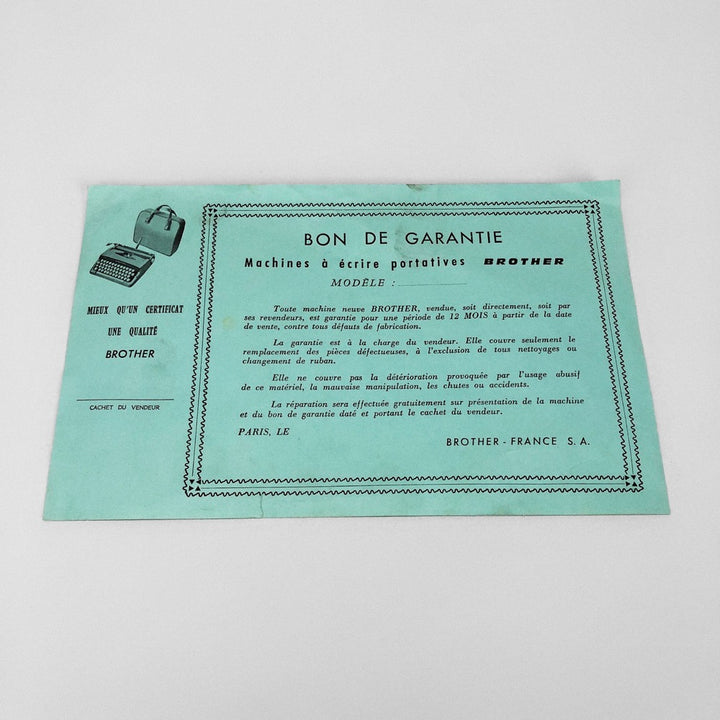 MIEUX QU'UN CERTIFICAT
UNE QUALITÉ
BROTHER
CACHET DU VENDEUR
BON DE GARANTIE
Machines à écrire portatives BROTHER
MODÈLE :
Toute machine neuve BROTHER, vendue, soit directement, soit par
ses revendeurs, est garantie pour une période de 12 MOIS à partir de la date
de vente, contre tous défauts de fabrication.
La garantie est à la charge du vendeur. Elle couvre seulement le
remplacement des pièces défectueuses, à l'exclusion de tous nettoyages ou
changement de ruban.
Elle ne couvre pas la détérioration provoquée par l'usage abusif
de ce matériel, la mauvaise manipulation, les chutes ou accidents.
La réparation sera effectuée gratuitement sur présentation de la machine
et du bon de garantie daté et portant le cachet du vendeur.
PARIS, LE
BROTHER - FRANCE S. A.